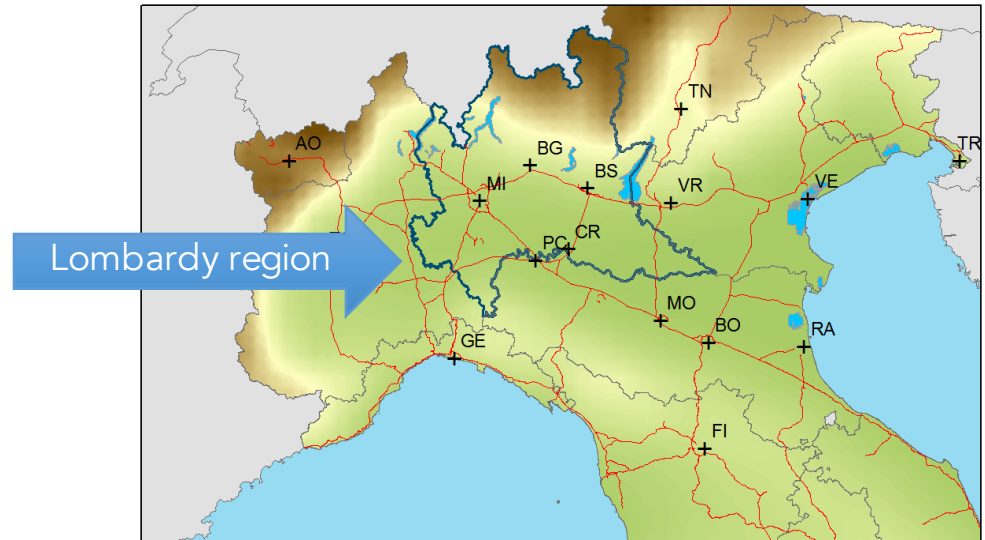 TN
AO
BG
TR
BS
MI
VR
VE
CR
PC
Lombardy region
MO
BO
RA
GE
FI